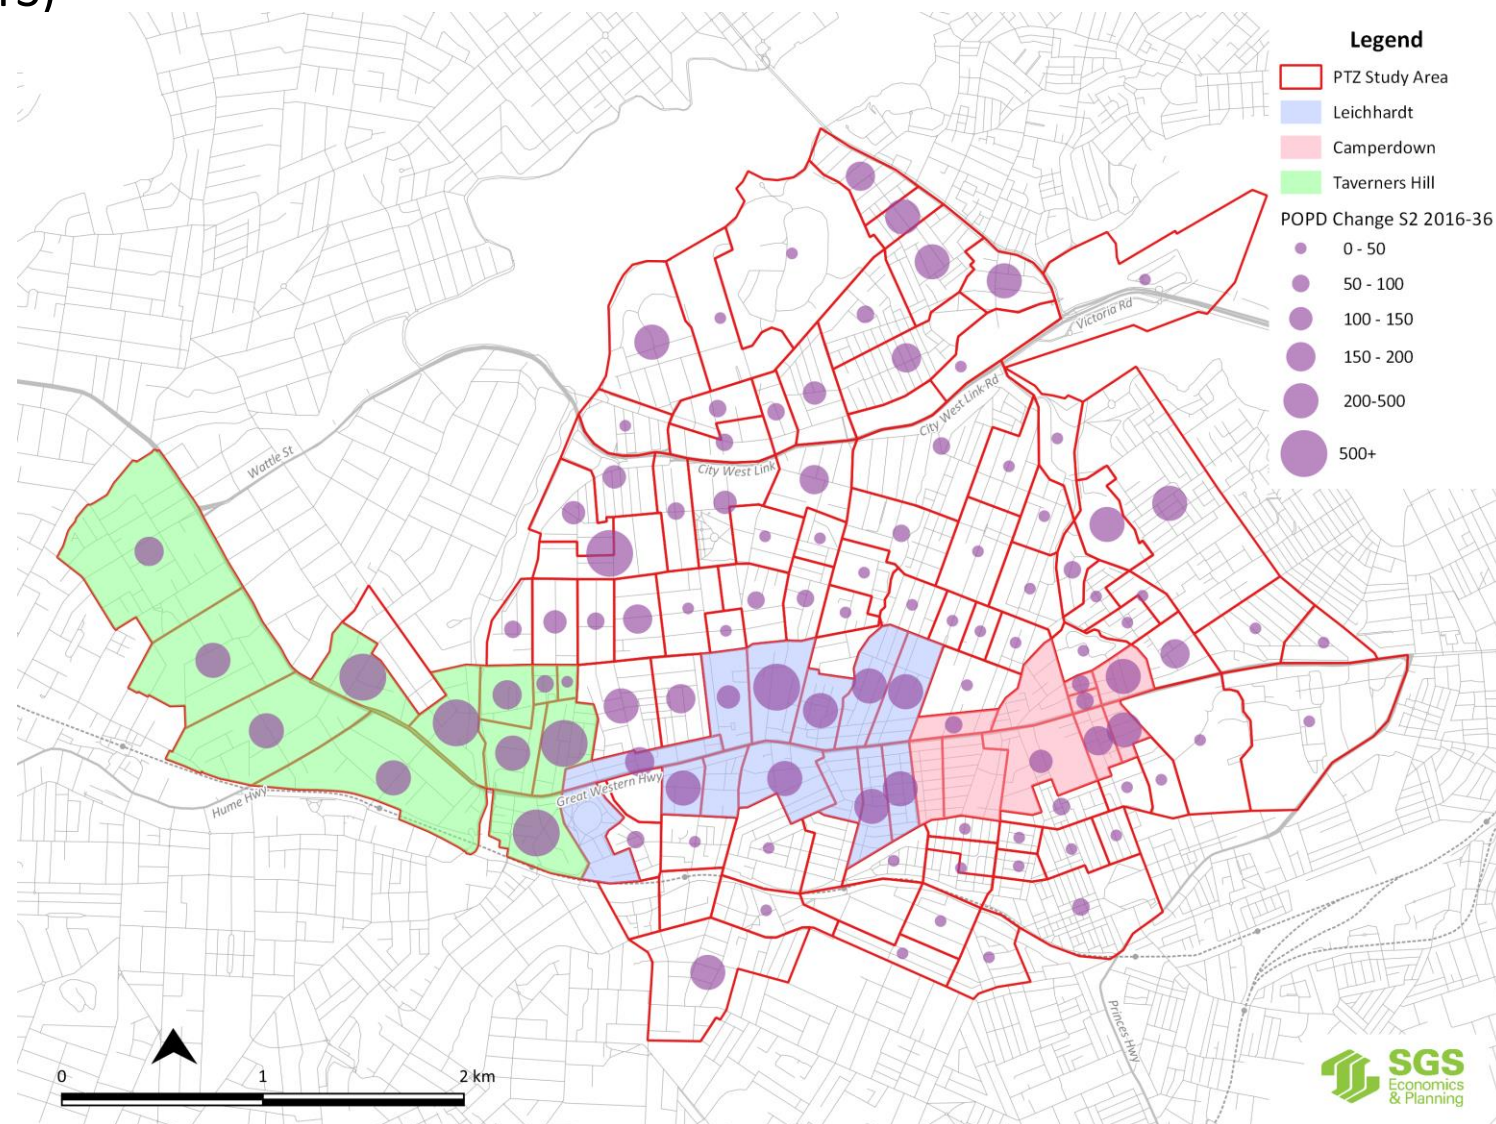 Legend
PTZ Study Area
Leichhardt
Camperdown
Taverners Hill
POPD Change S2 2016-36
0 - 50
50 - 100
100 - 150
150 - 200
200-500
500+
Victoria Rd
City West Link Rd
Wattle St
City West Link
Great Western Hwy
Hume Hwy
Princes Hwy
0 1 2 km
SGS
Economics
& Planning